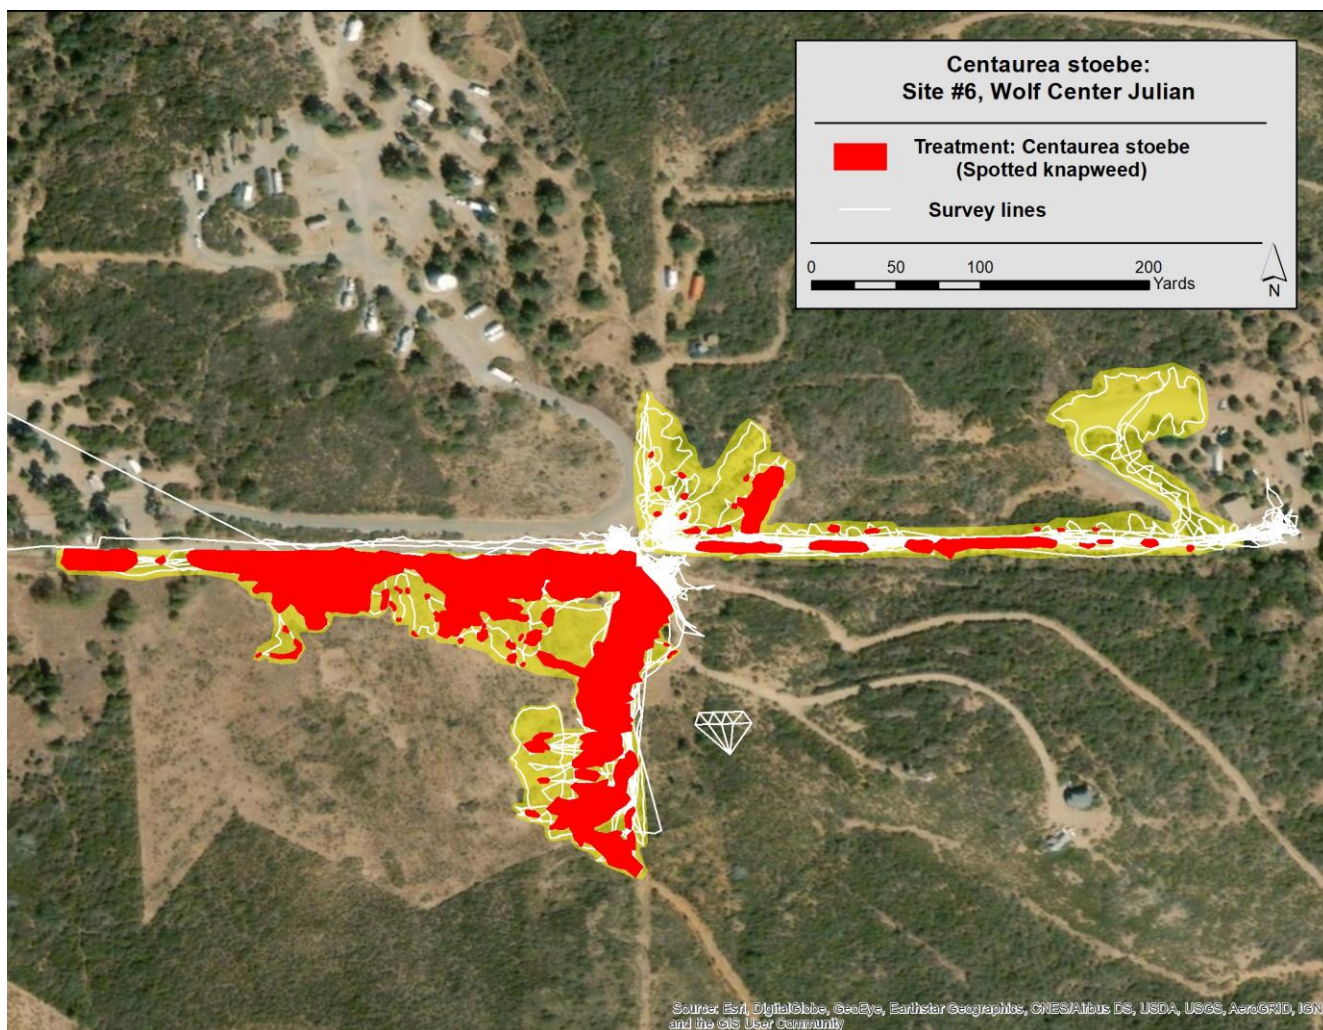 Centaurea stoebe:
Site #6, Wolf Center Julian
Treatment: Centaurea stoebe
(Spotted knapweed)
Survey lines
0 50 100 200
Yards
N
Source: Esri, DigitalGlobe, GeoEye, Earthstar Geographics, CNES/Airbus DS, USDA, USGS, AeroGRID, IGN
and the GIS User Community